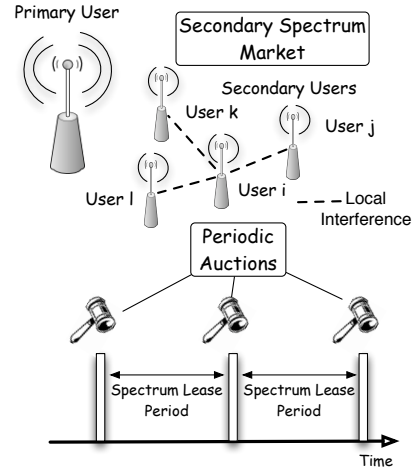 Primary User
Secondary Spectrum
Market
Secondary Users
User k
User j
User l
User i
Local
Interference
Periodic
Auctions
Spectrum Lease
Period
Spectrum Lease
Period
Time